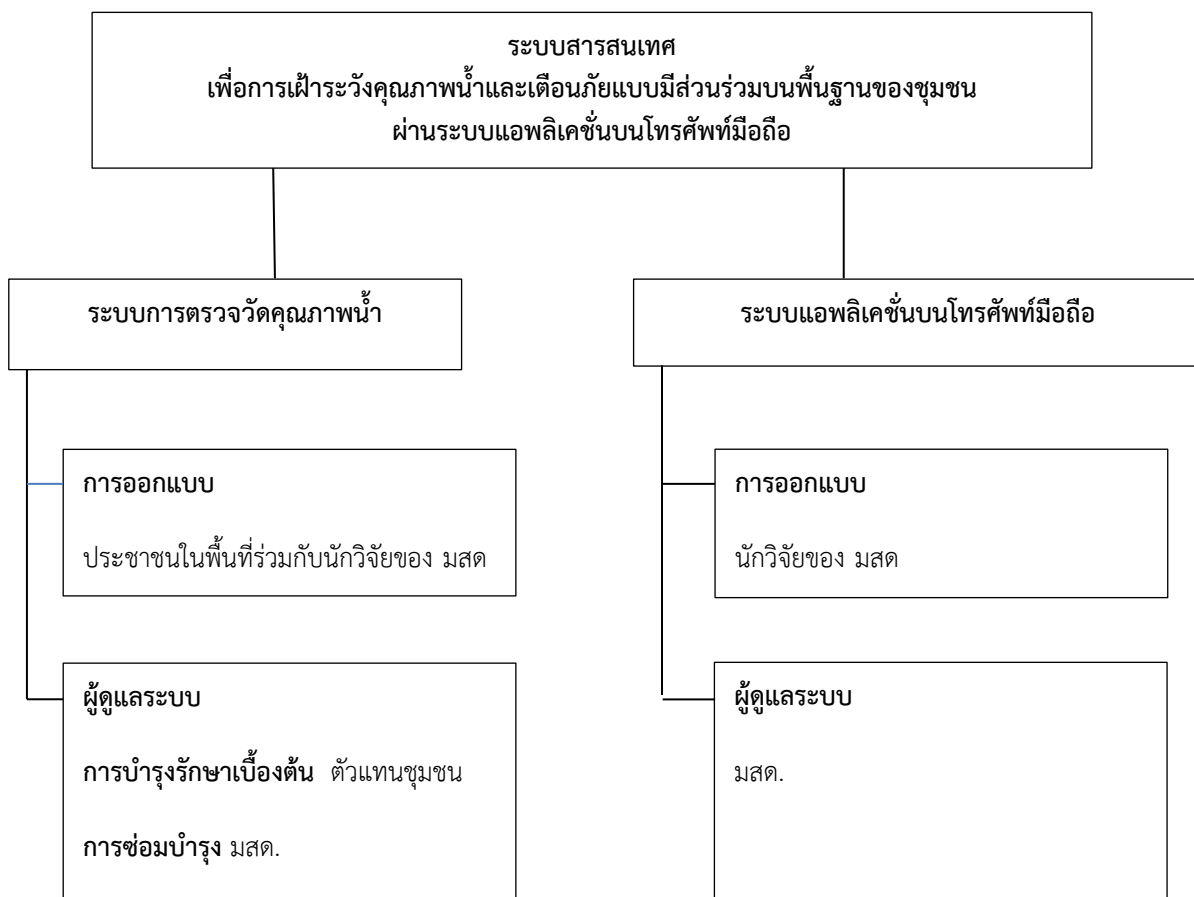 ระบบสารสนเทศ
เพื่อการเฝ้าระวังคุณภาพน้ำและเตือนภัยแบบมีส่วนร่วมบนพื้นฐานของชุมชน
ผ่านระบบแอพลิเคชั่นบนโทรศัพท์มือถือ
ระบบการตรวจวัดคุณภาพน้ำ
การออกแบบ
ประชาชนในพื้นที่ร่วมกับนักวิจัยของ มสด
ผู้ดูแลระบบ
การบำรุงรักษาเบื้องต้น ตัวแทนชุมชน
การซ่อมบำรุง มสด.
ระบบแอพลิเคชั่นบนโทรศัพท์มือถือ
การออกแบบ
นักวิจัยของ มสด
ผู้ดูแลระบบ
มสด.